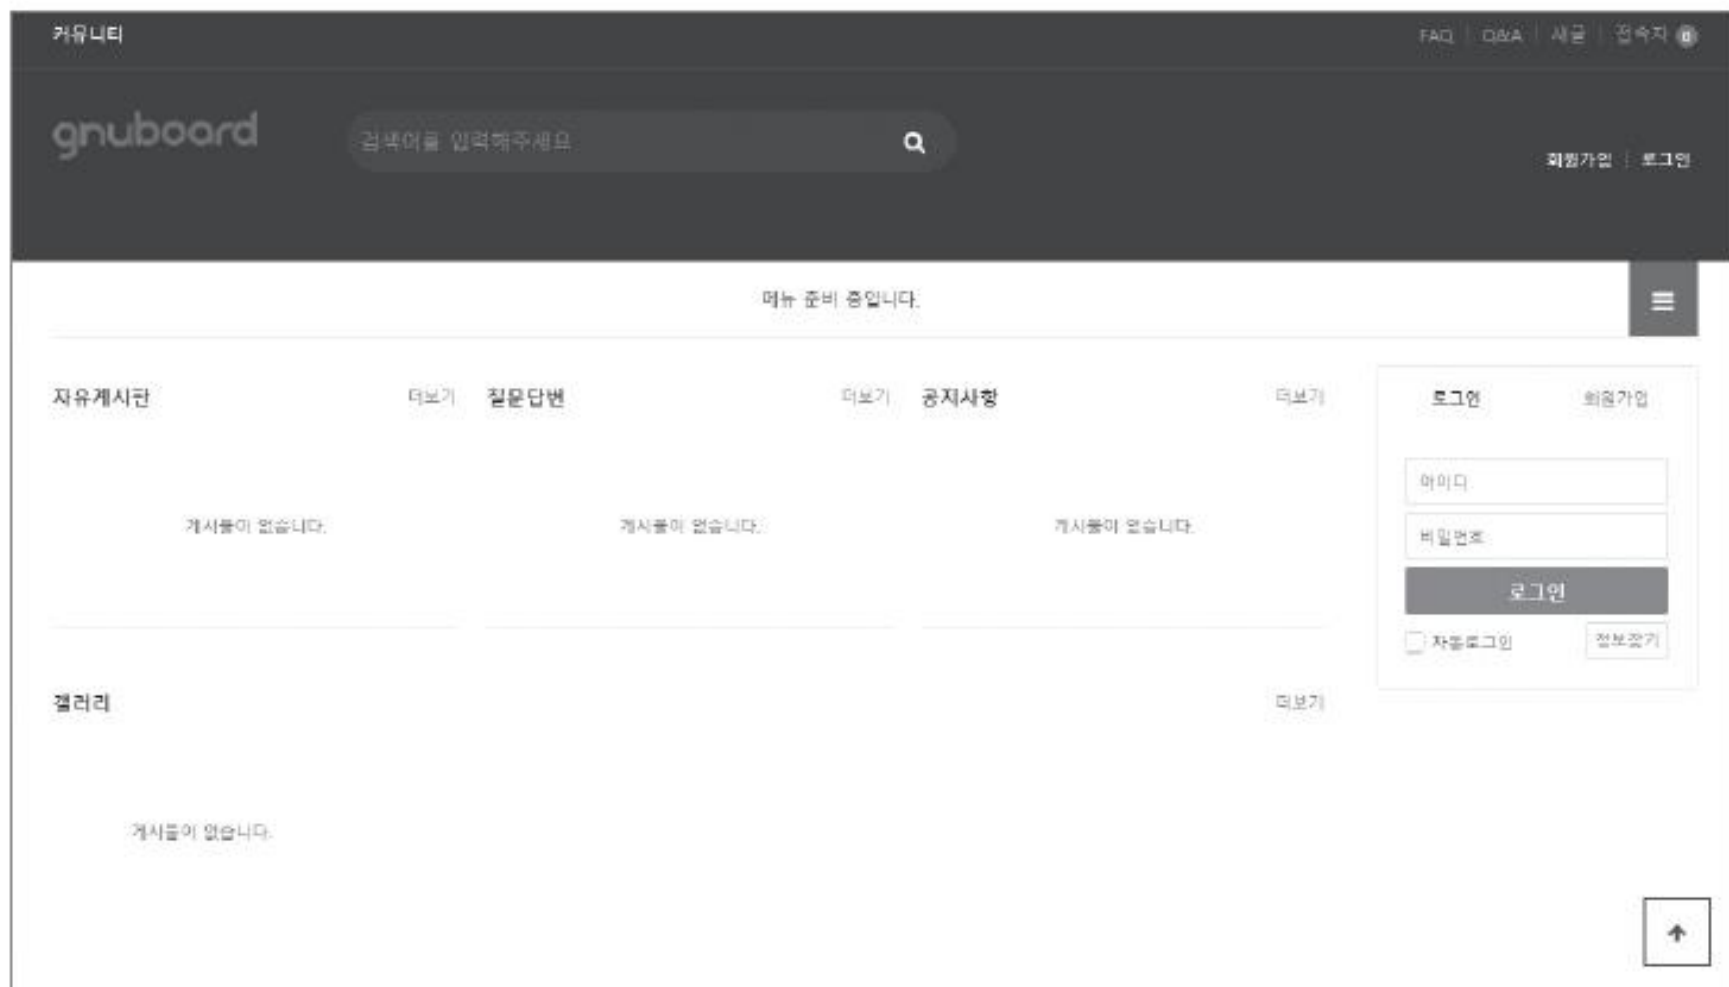 커뮤니티
FAQ | Q&A | 새글 | 접속자 0
gnuboard
검색어를 입력해주세요
회원가입 | 로그인
메뉴 준비 중입니다.
자유게시판 더보기 질문답변 더보기 공지사항 더보기
게시물이 없습니다. 게시물이 없습니다. 게시물이 없습니다.
갤러리 더보기
게시물이 없습니다.
로그인 회원가입
아이디
비밀번호
로그인
자동로그인 정보찾기